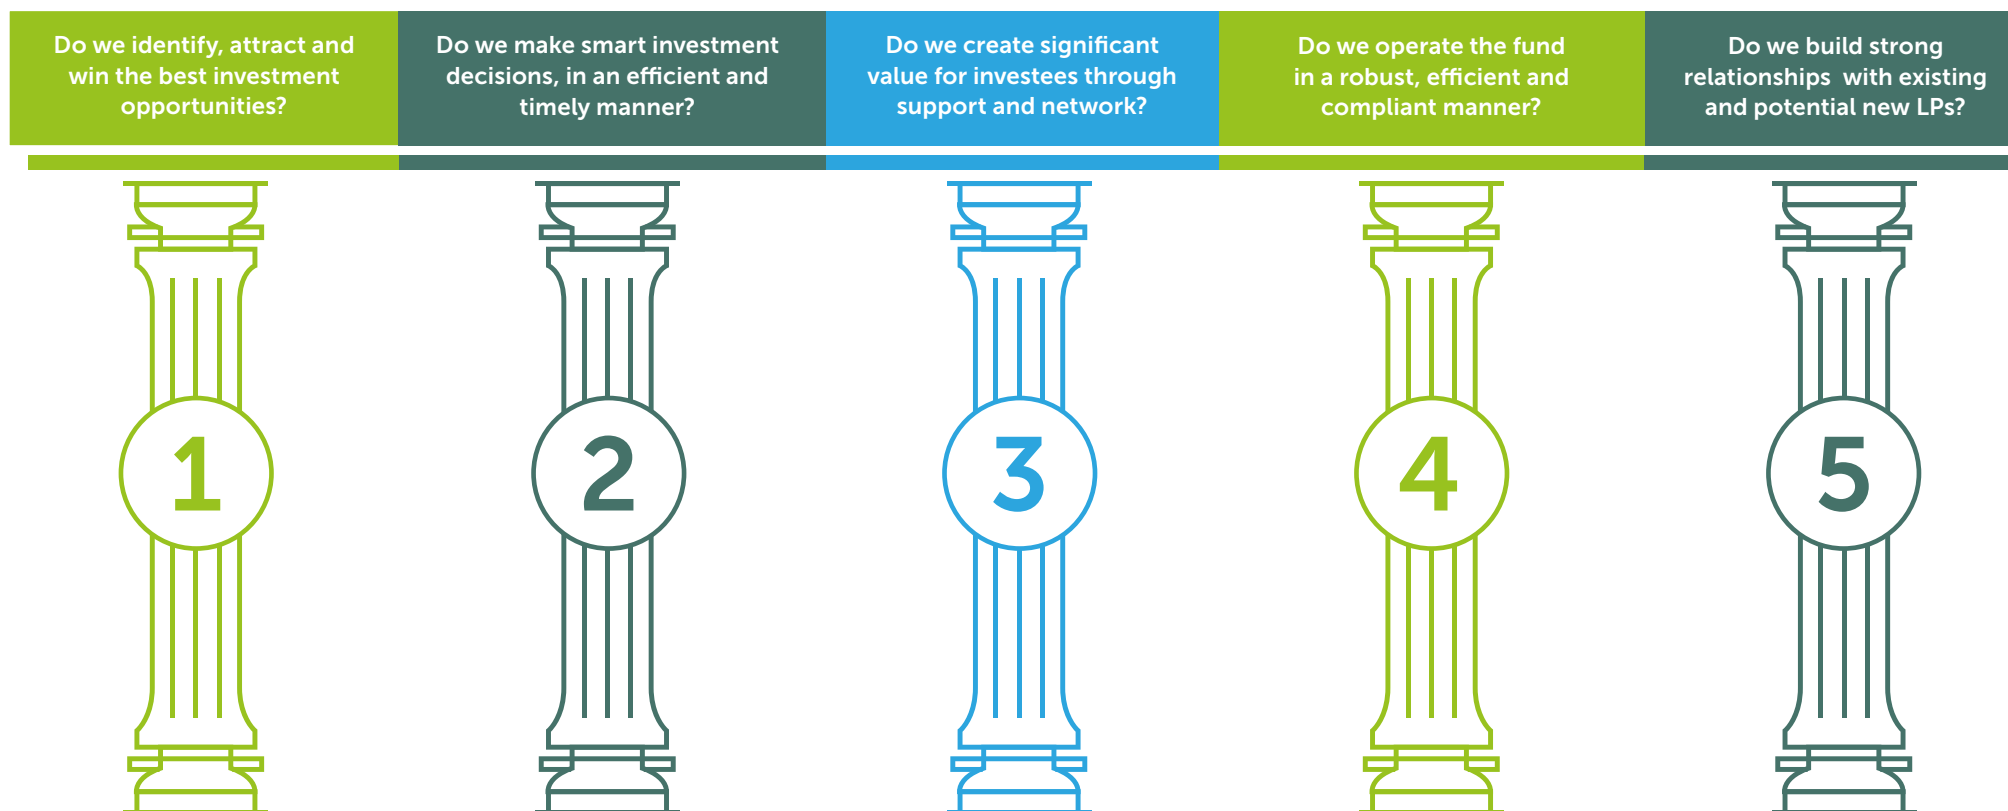 Do we identify, attract and
win the best investment
opportunities?
Do we make smart investment
decisions, in an efficient and
timely manner?
Do we create significant
value for investees through
support and network?
Do we operate the fund
in a robust, efficient and
compliant manner?
Do we build strong
relationships  with existing
and potential new LPs?
1
2
3
4
5